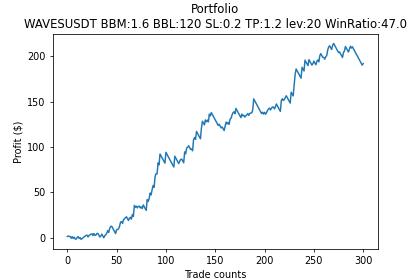 Portfolio
WAVESUSDT BBM:1.6 BBL:120 SL:0.2 TP:1.2 lev:20 WinRatio:47.0
200
150
100
50
0
Profit ($)
0 50 100 150 200 250 300
Trade counts